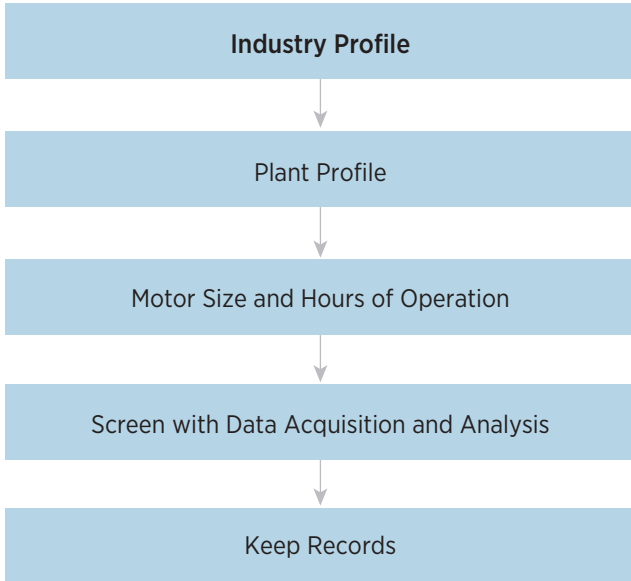 Industry Profile
Plant Profile
Motor Size and Hours of Operation
Screen with Data Acquisition and Analysis
Keep Records